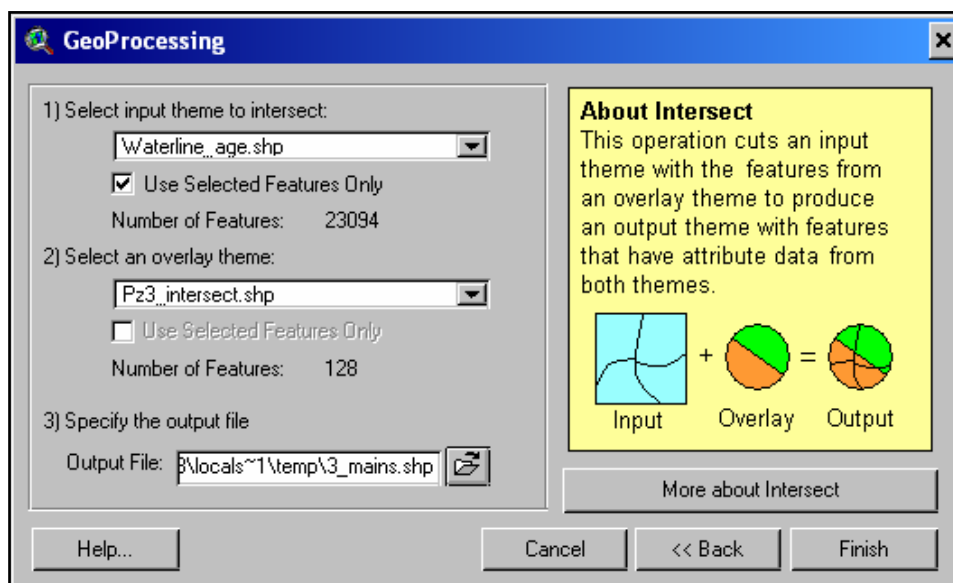 GeoProcessing
1) Select input theme to intersect:
Waterline_age.shp
Use Selected Features Only
Number of Features: 23094
2) Select an overlay theme:
Pz3_intersect.shp
Use Selected Features Only
Number of Features: 128
3) Specify the output file
Output File: 3\locals~1\temp\3_mains.shp
About Intersect
This operation cuts an input
theme with the features from
an overlay theme to produce
an output theme with features
that have attribute data from
both themes.
+ =
Input Overlay Output
More about Intersect
Help... Cancel << Back Finish